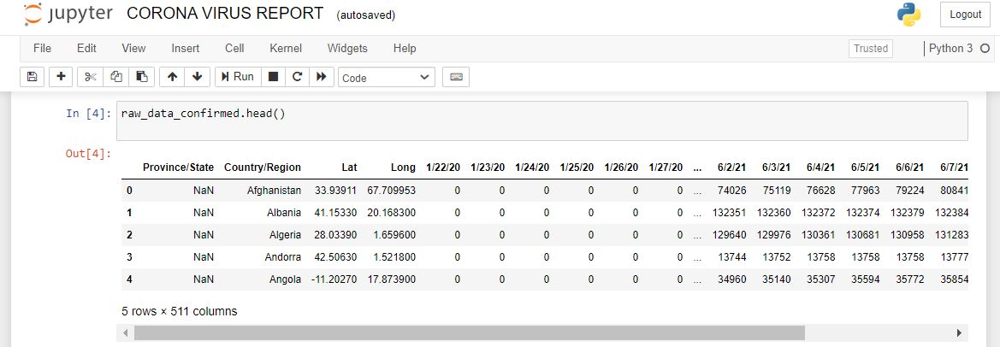 jupyter CORONA VIRUS REPORT (autosaved) Logout
File Edit View Insert Cell Kernel Widgets Help Trusted Python 3
Run Code
In [4]: raw_data_confirmed.head()
Out[4]:
Province/State Country/Region Lat Long 1/22/20 1/23/20 1/24/20 1/25/20 1/26/20 1/27/20 ... 6/2/21 6/3/21 6/4/21 6/5/21 6/6/21 6/7/21
0 NaN Afghanistan 33.93911 67.709953 0 0 0 0 0 0 ... 74026 75119 76628 77963 79224 80841
1 NaN Albania 41.15330 20.168300 0 0 0 0 0 0 ... 132351 132360 132372 132374 132379 132384
2 NaN Algeria 28.03390 1.659600 0 0 0 0 0 0 ... 129640 129976 130361 130681 130958 131283
3 NaN Andorra 42.50630 1.521800 0 0 0 0 0 0 ... 13744 13752 13758 13758 13758 13777
4 NaN Angola -11.20270 17.873900 0 0 0 0 0 0 ... 34960 35140 35307 35594 35772 35854
5 rows × 511 columns